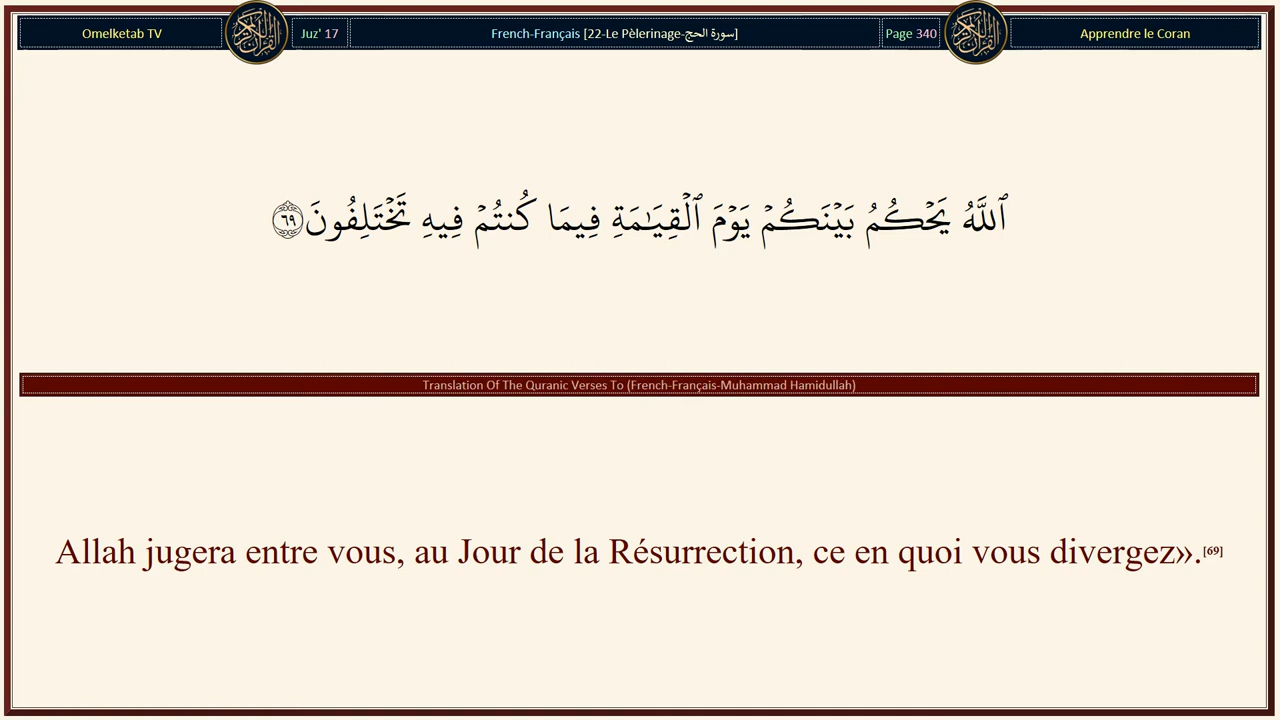 Omelketab TV
Juz' 17
French-Français [22-Le Pèlerinage-سورة الحج]
Page 340
Apprendre le Coran
ٱللَّهُ يَحۡكُمُ بَيۡنَكُمۡ يَوۡمَ ٱلۡقِيَٰمَةِ فِيمَا كُنتُمۡ فِيهِ تَخۡتَلِفُونَ ٦٩
Translation Of The Quranic Verses To (French-Français-Muhammad Hamidullah)
Allah jugera entre vous, au Jour de la Résurrection, ce en quoi vous divergez».[69]